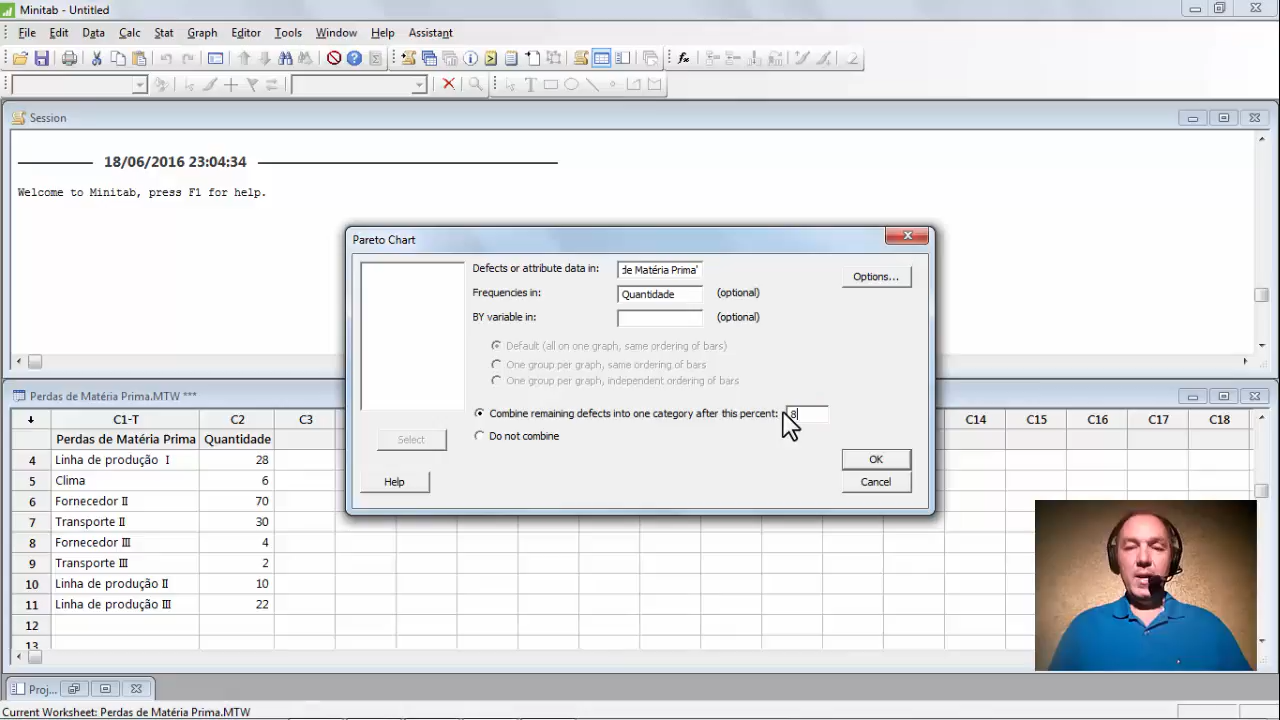 Minitab - Untitled
File Edit Data Calc Stat Graph Editor Tools Window Help Assistant
Session
18/06/2016 23:04:34
Welcome to Minitab, press F1 for help.
Pareto Chart
Defects or attribute data in: de Matéria Prima'
Options...
Frequencies in: Quantidade (optional)
BY variable in: (optional)
Default (all on one graph, same ordering of bars)
One group per graph, same ordering of bars
One group per graph, independent ordering of bars
Combine remaining defects into one category after this percent: 8
Do not combine
Select
OK
Help
Cancel
Perdas de Matéria Prima.MTW ***
C1-T C2 C3 C14 C15 C16 C17 C18
Perdas de Matéria Prima Quantidade
4 Linha de produção I 28
5 Clima 6
6 Fornecedor II 70
7 Transporte II 30
8 Fornecedor III 4
9 Transporte III 2
10 Linha de produção II 10
11 Linha de produção III 22
12
13
Proj...
Current Worksheet: Perdas de Matéria Prima.MTW